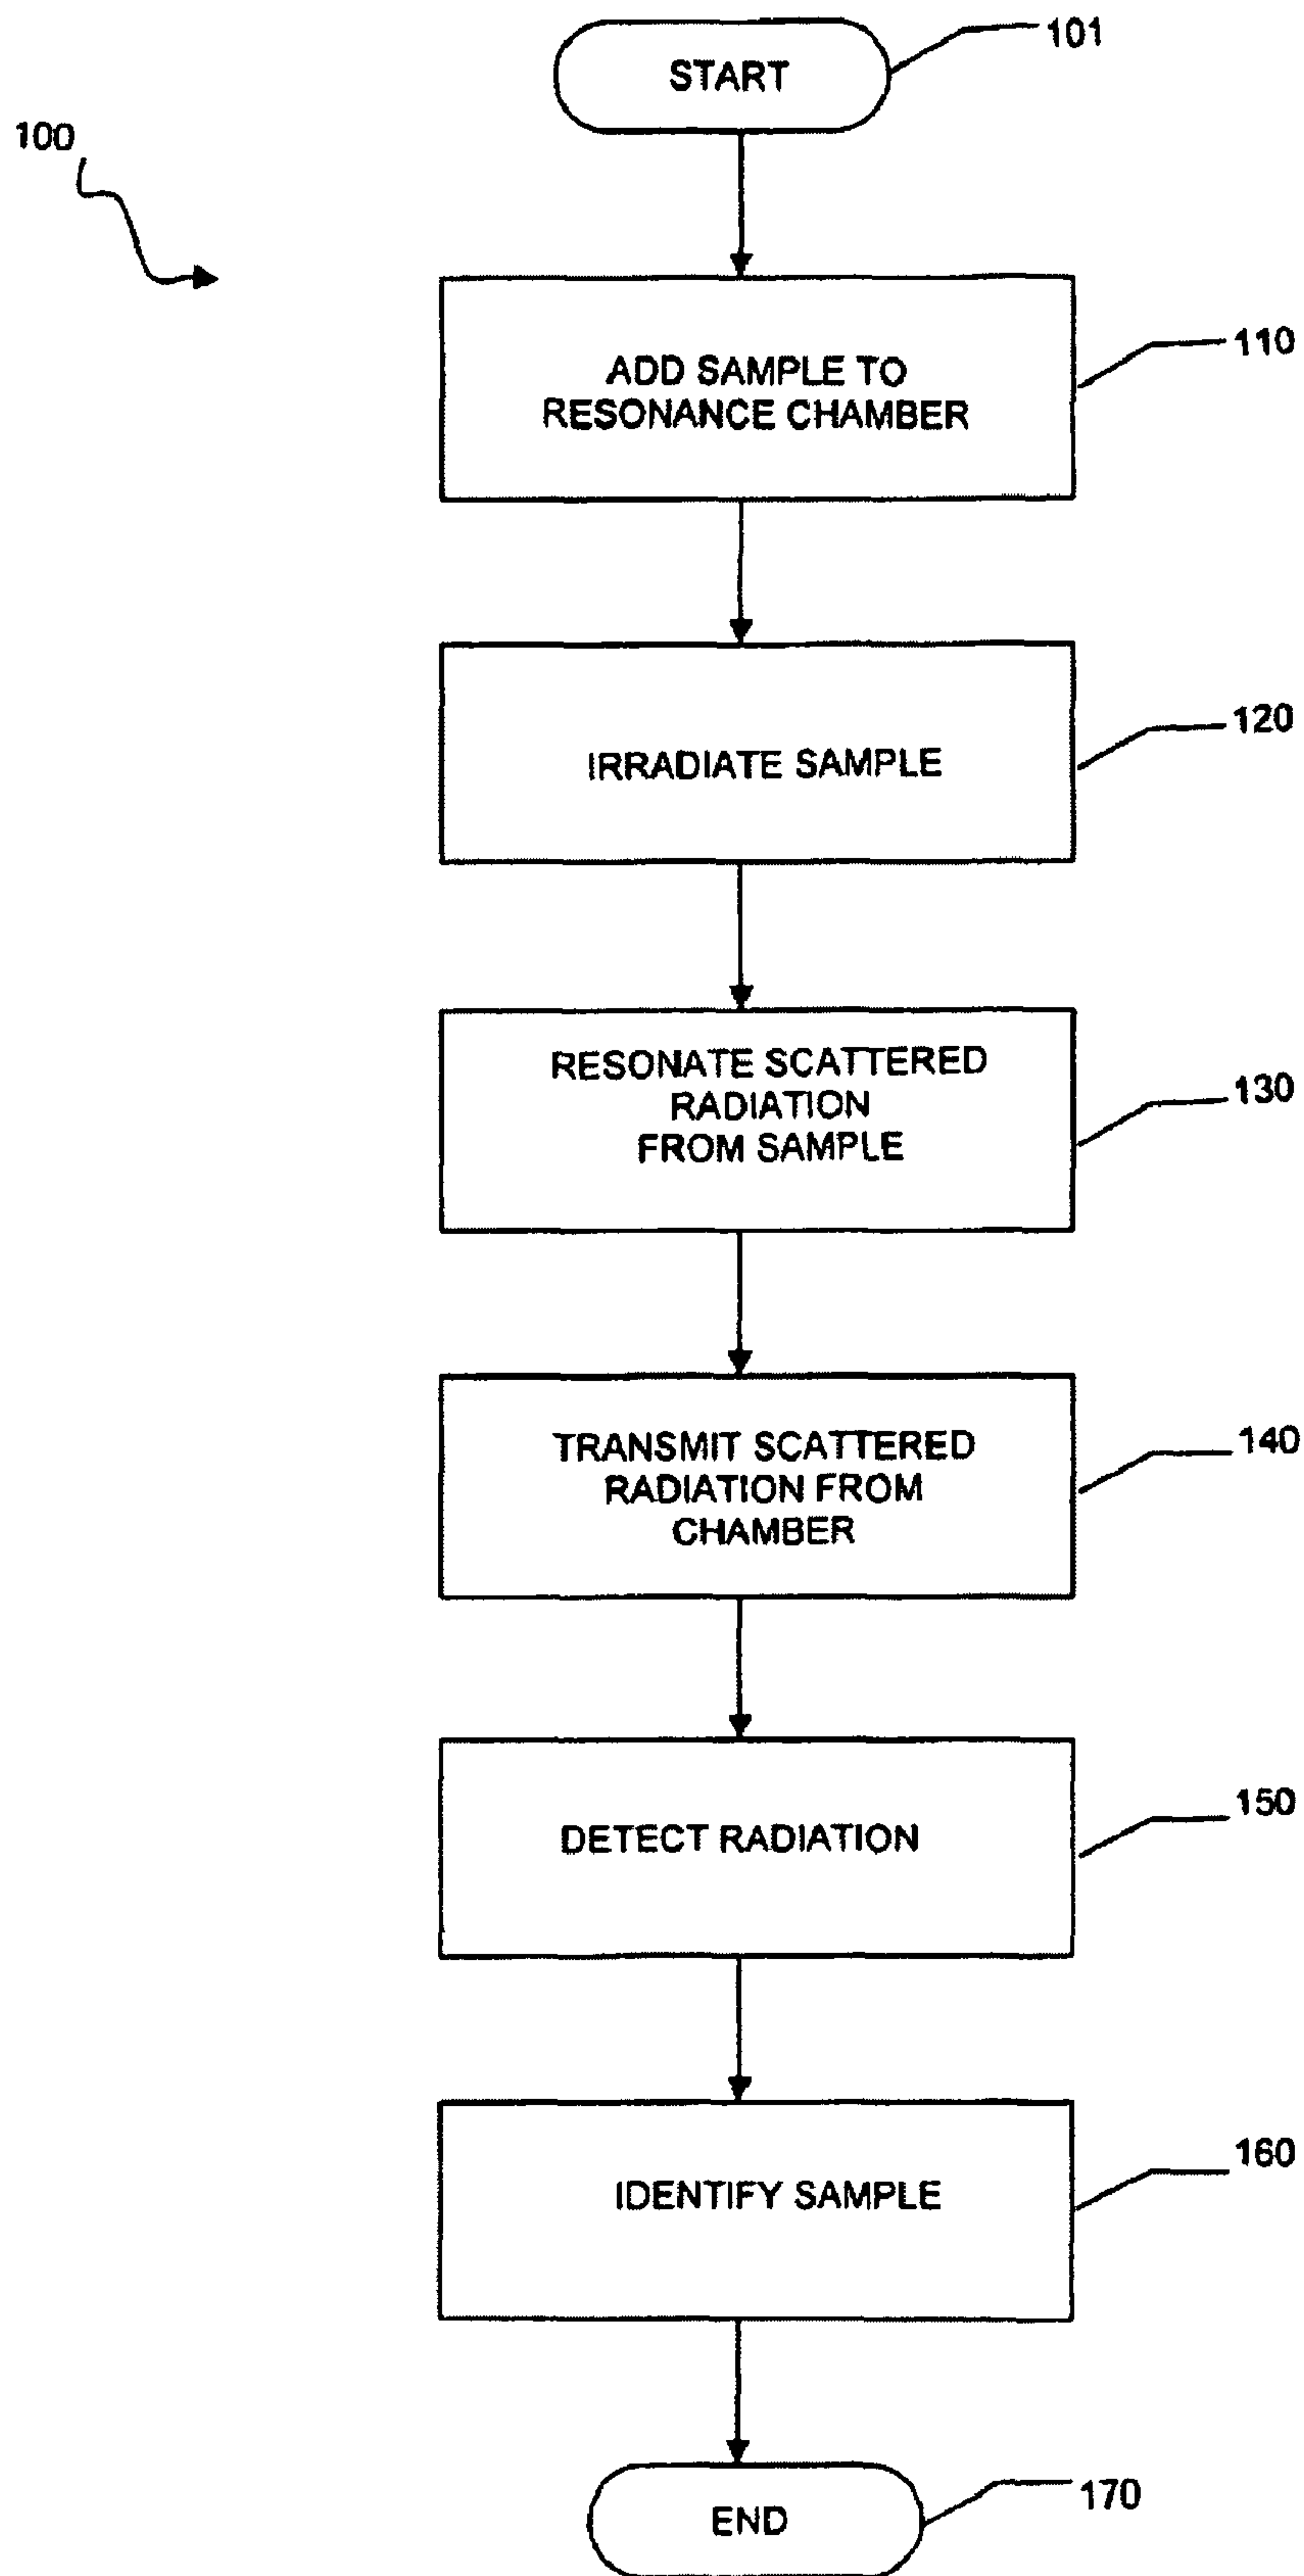 START
101
100
ADD SAMPLE TO
RESONANCE CHAMBER
110
IRRADIATE SAMPLE
120
RESONATE SCATTERED
RADIATION
FROM SAMPLE
130
TRANSMIT SCATTERED
RADIATION FROM
CHAMBER
140
DETECT RADIATION
150
IDENTIFY SAMPLE
160
END
170